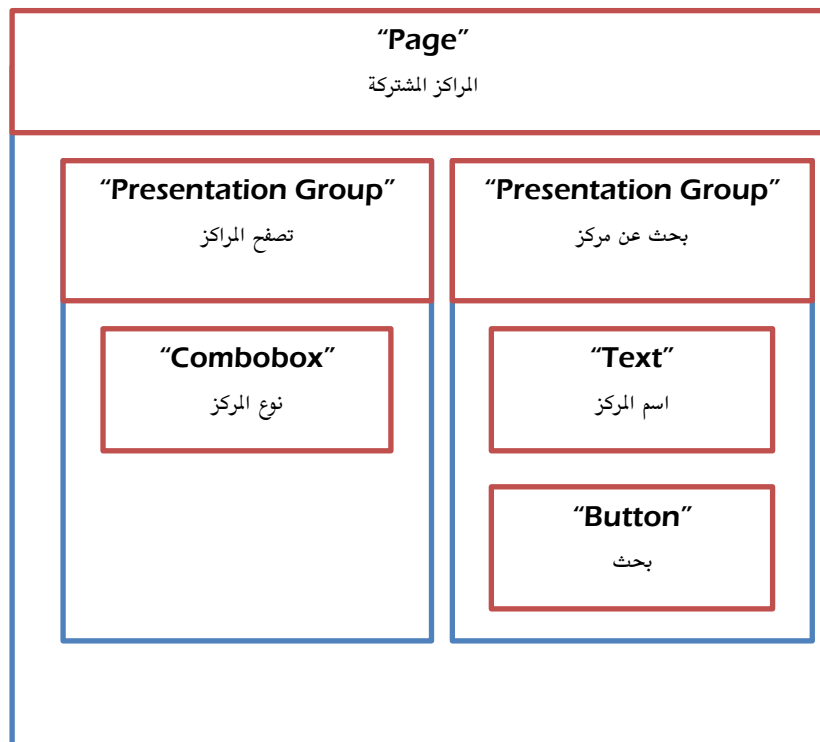 “Page”
المراكز المشتركة
“Presentation Group”
بحث عن مركز
“Text”
اسم المركز
“Button”
بحث
“Presentation Group”
تصفح المراكز
“Combobox”
نوع المركز